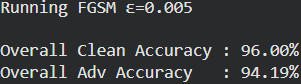 Running FGSM ε=0.005
Overall Clean Accuracy : 96.00%
Overall Adv Accuracy   : 94.19%